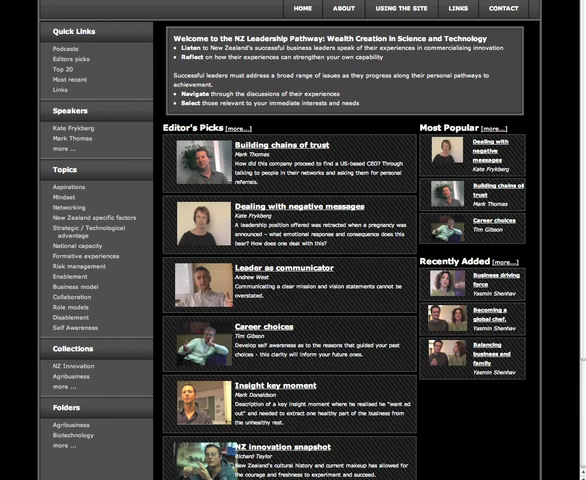 HOME
ABOUT
USING THE SITE
LINKS
CONTACT
Quick Links
Podcasts
Editors picks
Top 20
Most recent
Links
Speakers
Kate Frykberg
Mark Thomas
more ...
Topics
Aspirations
Mindset
Networking
New Zealand specific factors
Strategic / Technological
advantage
National capacity
Formative experiences
Risk management
Enablement
Business model
Collaboration
Role models
Disablement
Self Awareness
Collections
NZ Innovation
Agribusiness
more ...
Folders
Agribusiness
Biotechnology
more ...
Welcome to the NZ Leadership Pathway: Wealth Creation in Science and Technology
• Listen to New Zealand's successful business leaders speak of their experiences in commercialising innovation
• Reflect on how their experiences can strengthen your own capability
Successful leaders must address a broad range of issues as they progress along their personal pathways to
achievement.
• Navigate through the discussions of their experiences
• Select those relevant to your immediate interests and needs
Editor's Picks [more...]
Building chains of trust
Mark Thomas
How did this company proceed to find a US-based CEO? Through
talking to people in their networks and asking them for personal
referrals.
Dealing with negative messages
Kate Frykberg
A leadership position offered was retracted when a pregnancy was
announced - what emotional response and consequence does this
bear? How does one deal with this?
Leader as communicator
Andrew West
Communicating a clear mission and vision statements cannot be
overstated.
Career choices
Tim Gibson
Develop self awareness as to the reasons that guided your past
choices - this clarity will inform your future ones.
Insight key moment
Mark Donaldson
Description of a key insight moment where he realised he "want ed
out" and needed to extract one healthy part of the business from
the unhealthy rest.
NZ innovation snapshot
Richard Taylor
New Zealand's cultural history and current makeup has allowed for
the courage and freshness to experiment and succeed.
Most Popular [more...]
Dealing with
negative
messages
Kate Frykberg
Building chains of
trust
Mark Thomas
Career choices
Tim Gibson
Recently Added [more...]
Business driving
force
Yasmin Shenhav
Becoming a
global chef.
Yasmin Shenhav
Balancing
business and
family
Yasmin Shenhav